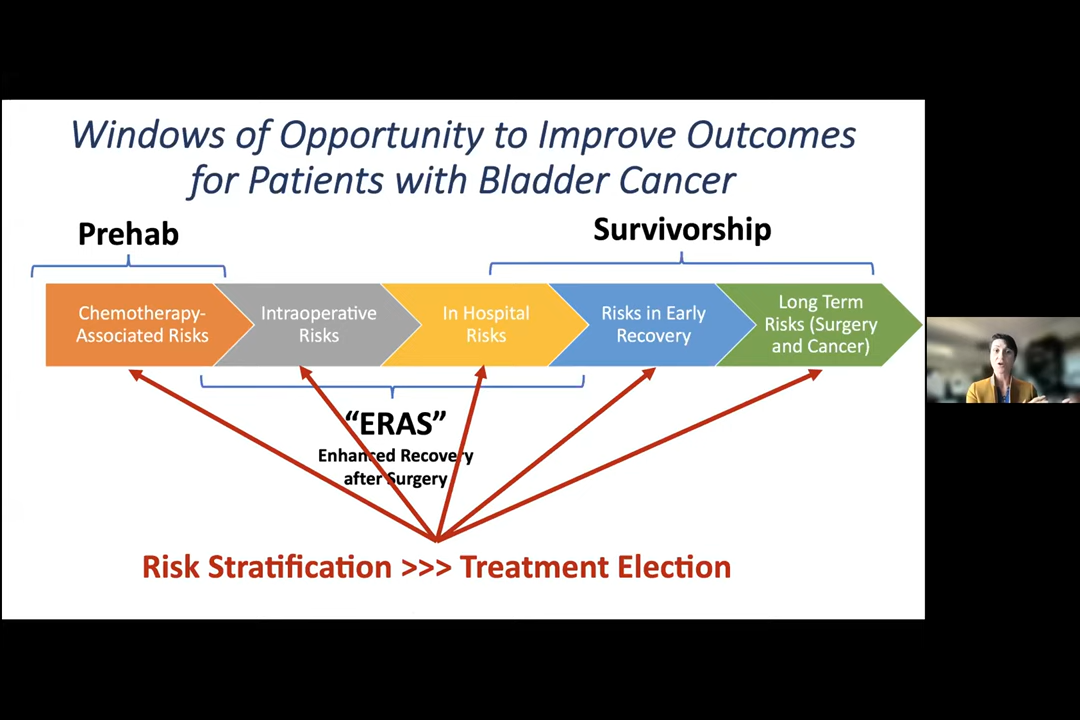 Windows of Opportunity to Improve Outcomes
for Patients with Bladder Cancer
Prehab
Survivorship
Chemotherapy-
Associated Risks
Intraoperative
Risks
In Hospital
Risks
Risks in Early
Recovery
Long Term
Risks (Surgery
and Cancer)
“ERAS”
Enhanced Recovery
after Surgery
Risk Stratification >>> Treatment Election